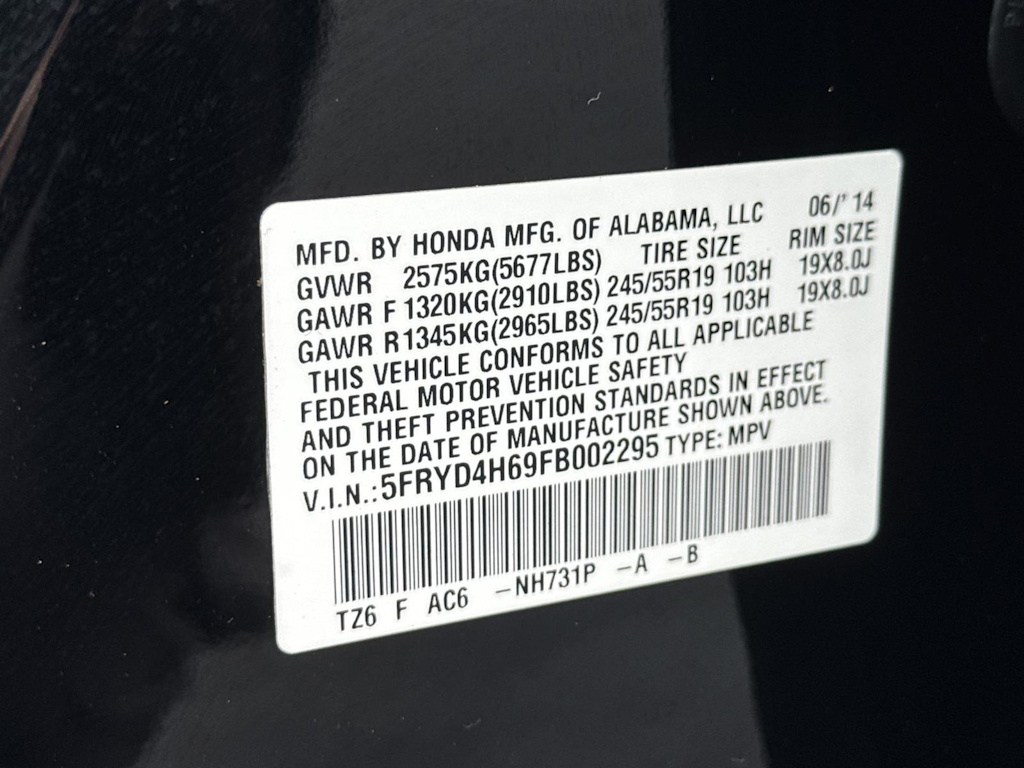 MFD. BY HONDA MFG. OF ALABAMA, LLC 06/' 14
GVWR 2575KG(5677LBS) TIRE SIZE RIM SIZE
GAWR F 1320KG(2910LBS) 245/55R19 103H 19X8.0J
GAWR R1345KG(2965LBS) 245/55R19 103H 19X8.0J
THIS VEHICLE CONFORMS TO ALL APPLICABLE
FEDERAL MOTOR VEHICLE SAFETY
AND THEFT PREVENTION STANDARDS IN EFFECT
ON THE DATE OF MANUFACTURE SHOWN ABOVE.
V.I.N.: 5FRYD4H69FB002295 TYPE: MPV
TZ6 F AC6 -NH731P -A -B